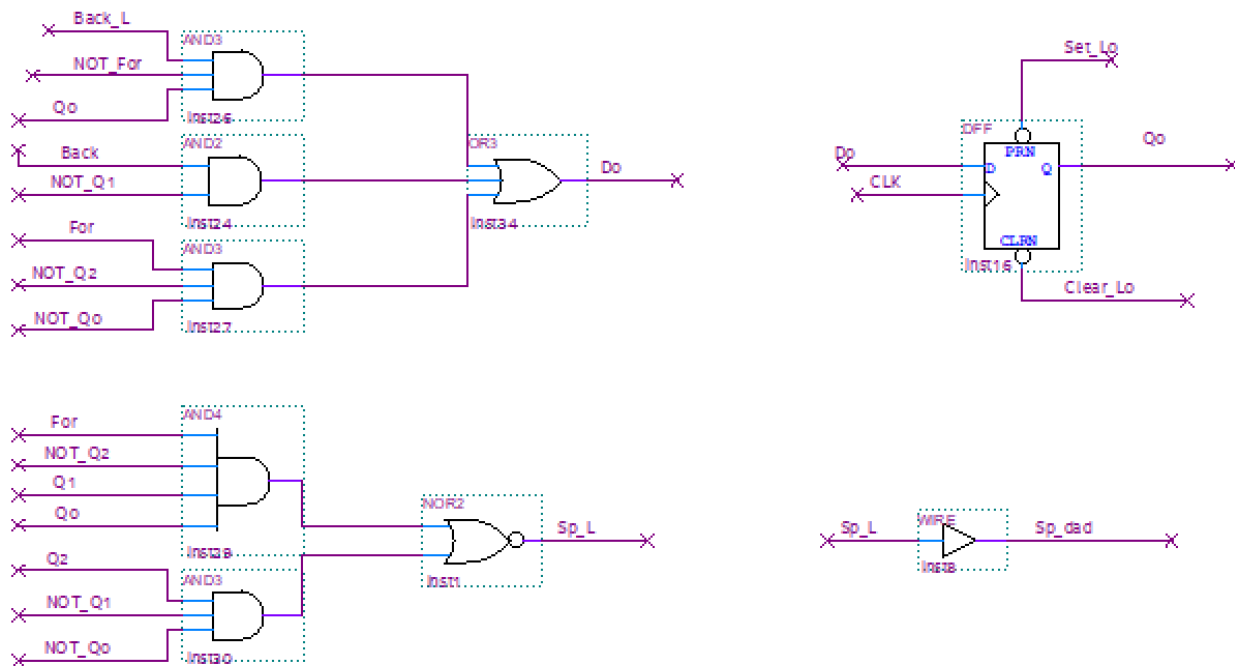 Back_L
AND3
NOT_For
Qo
inst26
Back
AND2
NOT_Q1
inst24
For
AND3
NOT_Q2
NOT_Qo
inst27
OR3
Do
inst34
Set_Lo
DFF
PRN
Do
D
Q
Qo
CLK
CLRN
inst16
Clear_Lo
For
AND4
NOT_Q2
Q1
Qo
inst29
Q2
AND3
NOT_Q1
NOT_Qo
inst30
NOR2
Sp_L
inst1
WIRE
Sp_L
Sp_dad
inst8